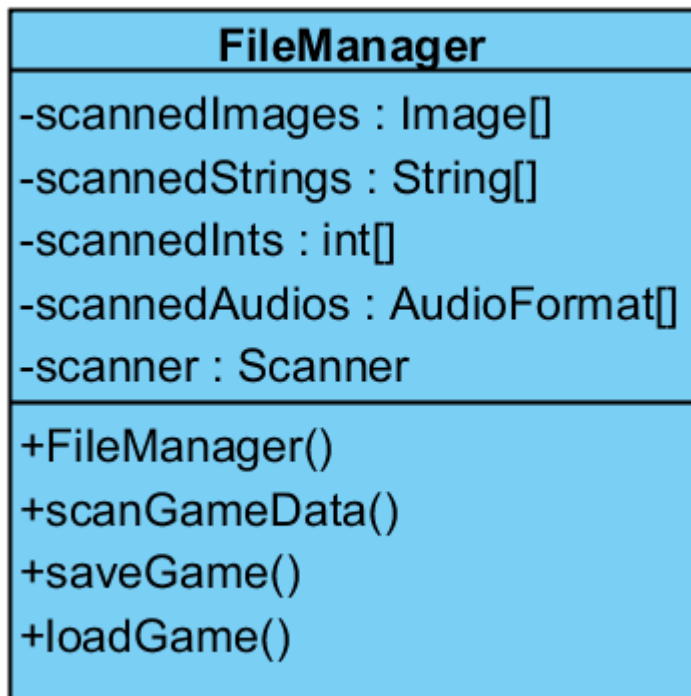 FileManager
-scannedImages : Image[]
-scannedStrings : String[]
-scannedInts : int[]
-scannedAudios : AudioFormat[]
-scanner : Scanner
+FileManager()
+scanGameData()
+saveGame()
+loadGame()